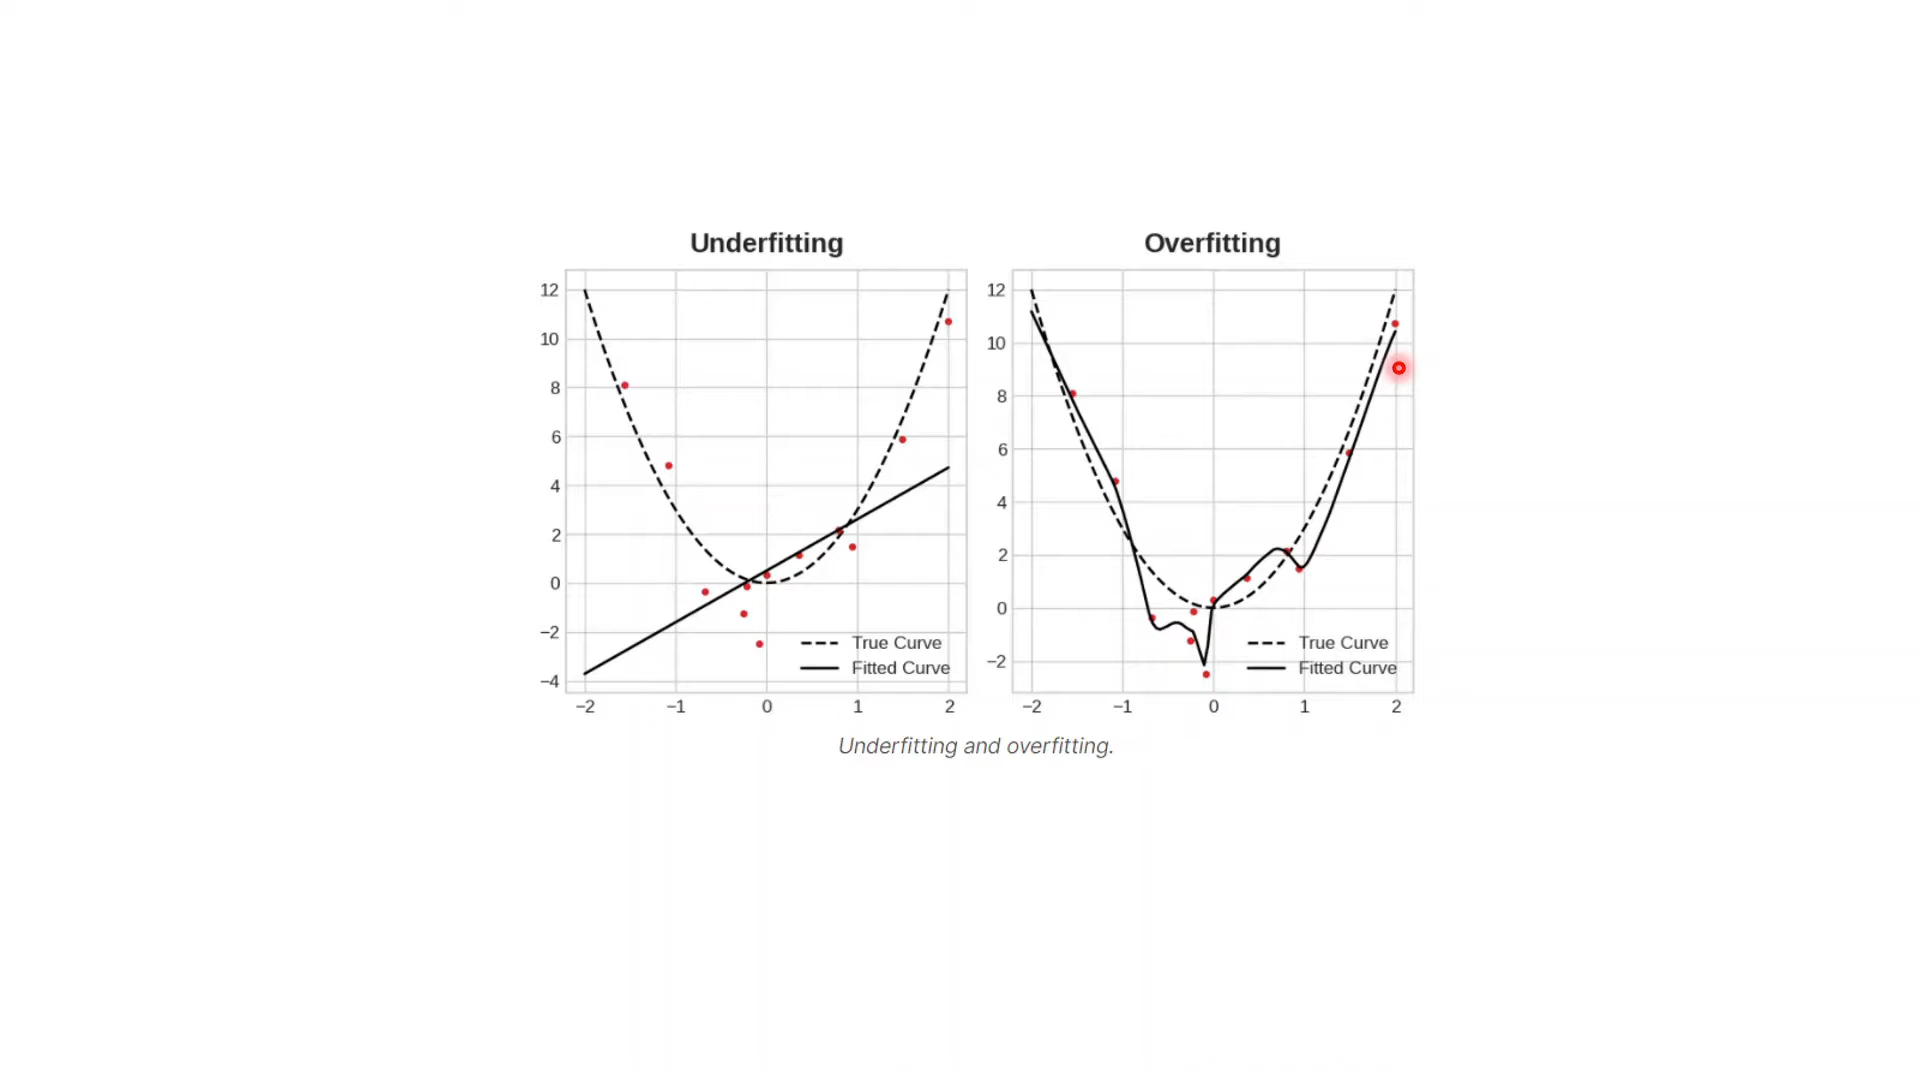 Underfitting
12
10
8
6
4
2
0
−2
−4
True Curve
Fitted Curve
−2 −1 0 1 2
Overfitting
12
10
8
6
4
2
0
−2
True Curve
Fitted Curve
−2 −1 0 1 2
Underfitting and overfitting.